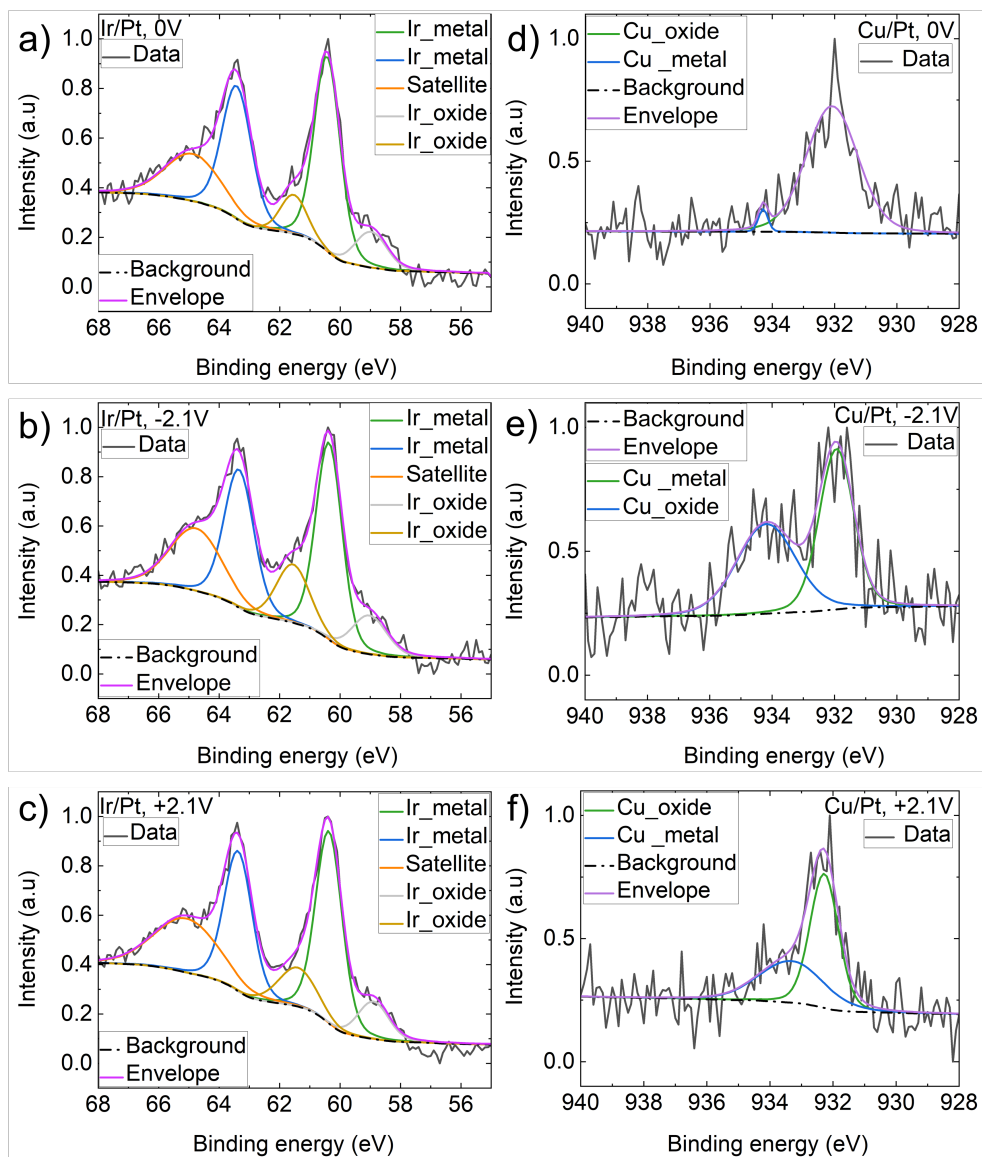 a)
Ir/Pt, 0V
Data
Ir_metal
Ir_metal
Satellite
Ir_oxide
Ir_oxide
Background
Envelope
1.0
0.8
0.6
0.4
0.2
0.0
Intensity (a.u)
68 66 64 62 60 58 56
Binding energy (eV)
d)
Cu/Pt, 0V
Data
Cu_oxide
Cu _metal
Background
Envelope
1.0
0.5
0.0
Intensity (a.u)
940 938 936 934 932 930 928
Binding energy (eV)
b)
Ir/Pt, -2.1V
Data
Ir_metal
Ir_metal
Satellite
Ir_oxide
Ir_oxide
Background
Envelope
1.0
0.8
0.6
0.4
0.2
0.0
Intensity (a.u)
68 66 64 62 60 58 56
Binding energy (eV)
e)
Cu/Pt, -2.1V
Data
Background
Envelope
Cu _metal
Cu_oxide
1.0
0.5
0.0
Intensity (a.u)
940 938 936 934 932 930 928
Binding energy (eV)
c)
Ir/Pt, +2.1V
Data
Ir_metal
Ir_metal
Satellite
Ir_oxide
Ir_oxide
Background
Envelope
1.0
0.8
0.6
0.4
0.2
0.0
Intensity (a.u)
68 66 64 62 60 58 56
Binding energy (eV)
f)
Cu/Pt, +2.1V
Data
Cu_oxide
Cu _metal
Background
Envelope
1.0
0.5
0.0
Intensity (a.u)
940 938 936 934 932 930 928
Binding energy (eV)